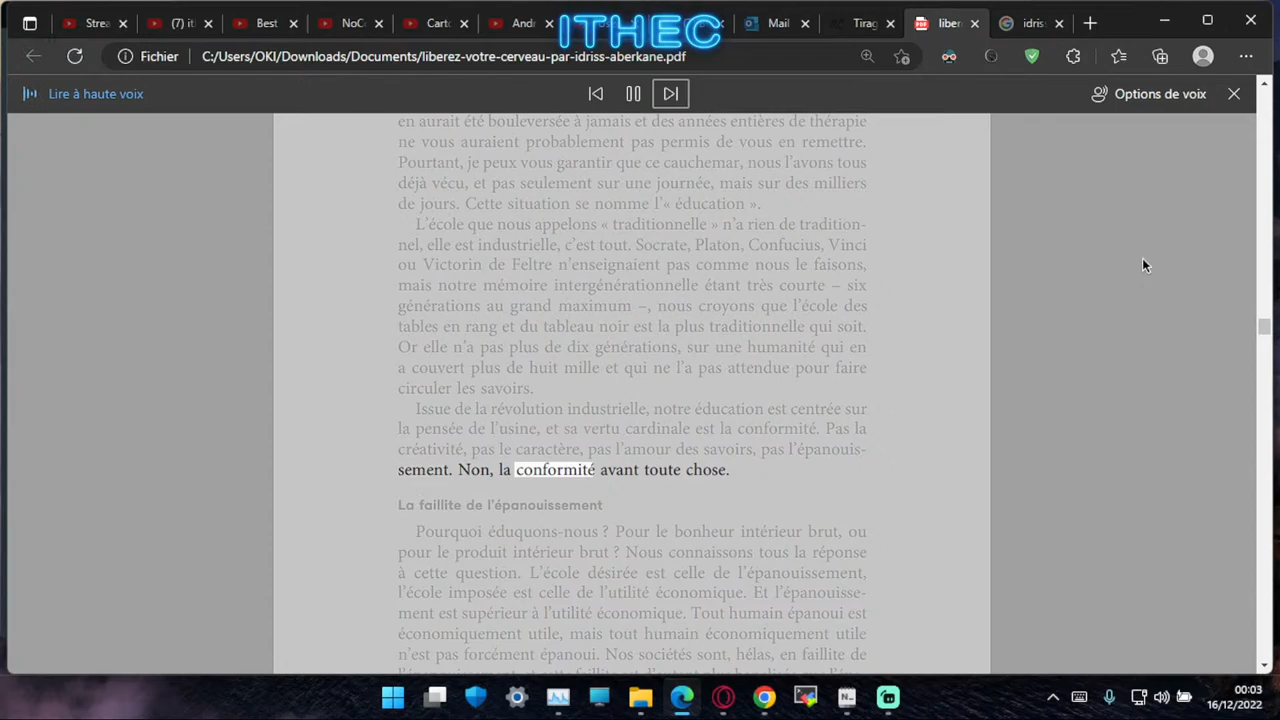 Strea
(7) it
Best
NoC
Carto
Andr
ITHEC
Mail
Tirag
liber
idris
Fichier
C:/Users/OKI/Downloads/Documents/liberez-votre-cerveau-par-idriss-aberkane.pdf
Lire à haute voix
Options de voix
en aurait été bouleversée à jamais et des années entières de thérapie
ne vous auraient probablement pas permis de vous en remettre.
Pourtant, je peux vous garantir que ce cauchemar, nous l'avons tous
déjà vécu, et pas seulement sur une journée, mais sur des milliers
de jours. Cette situation se nomme l'« éducation ».
L'école que nous appelons « traditionnelle » n'a rien de tradition-
nel, elle est industrielle, c'est tout. Socrate, Platon, Confucius, Vinci
ou Victorin de Feltre n'enseignaient pas comme nous le faisons,
mais notre mémoire intergénérationnelle étant très courte – six
générations au grand maximum –, nous croyons que l'école des
tables en rang et du tableau noir est la plus traditionnelle qui soit.
Or elle n'a pas plus de dix générations, sur une humanité qui en
a couvert plus de huit mille et qui ne l'a pas attendue pour faire
circuler les savoirs.
Issue de la révolution industrielle, notre éducation est centrée sur
la pensée de l'usine, et sa vertu cardinale est la conformité. Pas la
créativité, pas le caractère, pas l'amour des savoirs, pas l'épanouis-
sement. Non, la conformité avant toute chose.
La faillite de l'épanouissement
Pourquoi éduquons-nous ? Pour le bonheur intérieur brut, ou
pour le produit intérieur brut ? Nous connaissons tous la réponse
à cette question. L'école désirée est celle de l'épanouissement,
l'école imposée est celle de l'utilité économique. Et l'épanouisse-
ment est supérieur à l'utilité économique. Tout humain épanoui est
économiquement utile, mais tout humain économiquement utile
n'est pas forcément épanoui. Nos sociétés sont, hélas, en faillite de
00:03
16/12/2022